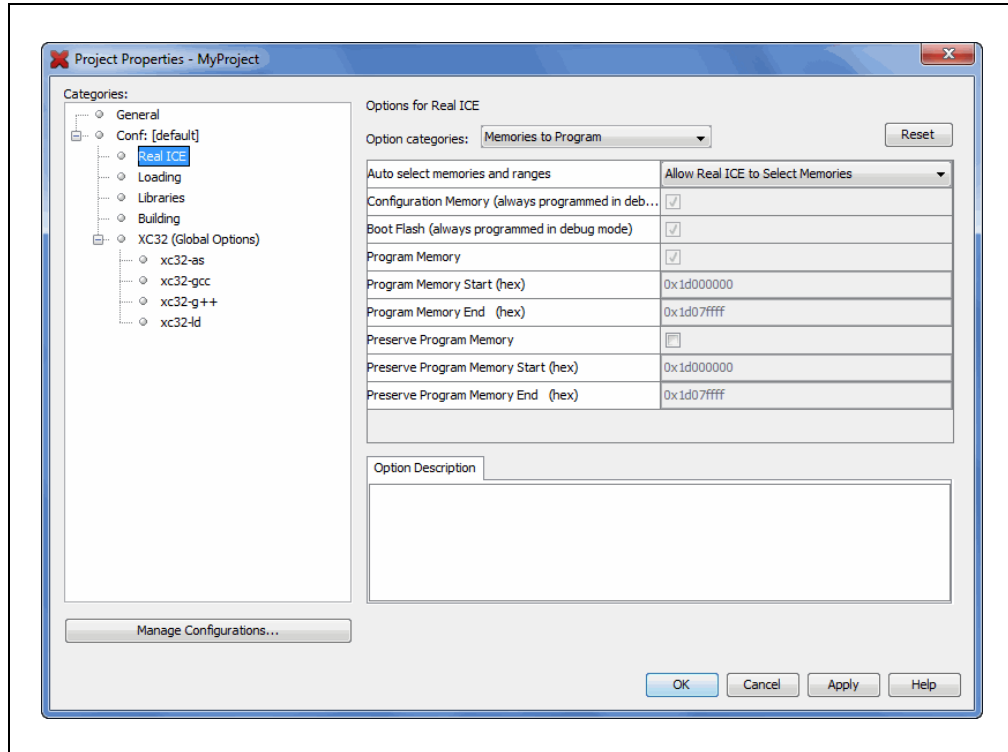 Project Properties - MyProject
Categories:
General
Conf: [default]
Real ICE
Loading
Libraries
Building
XC32 (Global Options)
xc32-as
xc32-gcc
xc32-g++
xc32-ld
Manage Configurations...
Options for Real ICE
Option categories: Memories to Program
Reset
Auto select memories and ranges Allow Real ICE to Select Memories
Configuration Memory (always programmed in deb...
Boot Flash (always programmed in debug mode)
Program Memory
Program Memory Start (hex) 0x1d000000
Program Memory End (hex) 0x1d07ffff
Preserve Program Memory
Preserve Program Memory Start (hex) 0x1d000000
Preserve Program Memory End (hex) 0x1d07ffff
Option Description
OK Cancel Apply Help